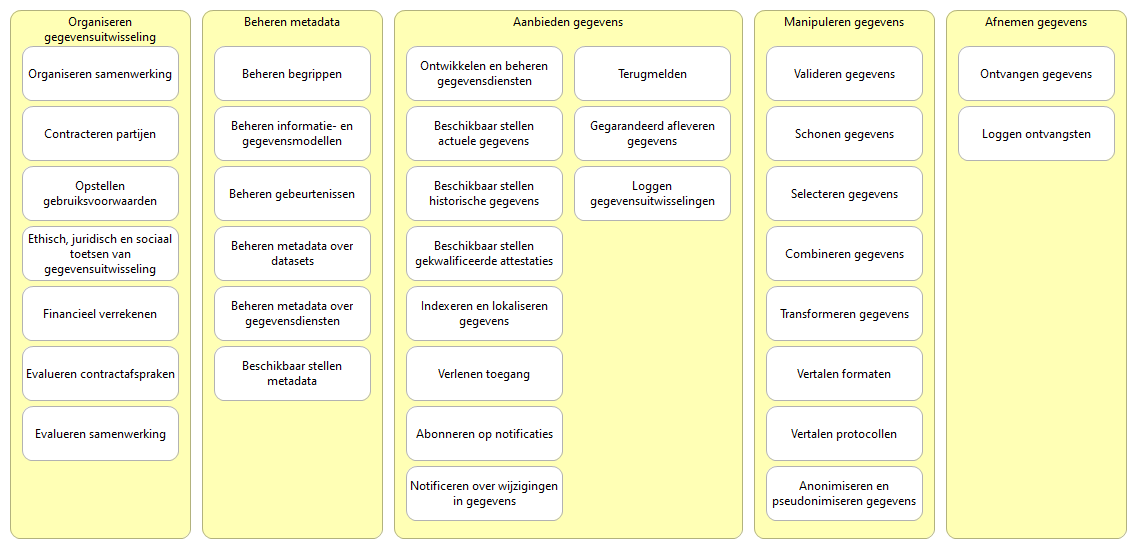 Organiseren
gegevensuitwisseling
Organiseren samenwerking
Contracteren partijen
Opstellen
gebruiksvoorwaarden
Ethisch, juridisch en sociaal
toetsen van
gegevensuitwisseling
Financieel verrekenen
Evalueren contractafspraken
Evalueren samenwerking
Beheren metadata
Beheren begrippen
Beheren informatie- en
gegevensmodellen
Beheren gebeurtenissen
Beheren metadata over
datasets
Beheren metadata over
gegevensdiensten
Beschikbaar stellen
metadata
Aanbieden gegevens
Ontwikkelen en beheren
gegevensdiensten
Beschikbaar stellen
actuele gegevens
Beschikbaar stellen
historische gegevens
Beschikbaar stellen
gekwalificeerde attestaties
Indexeren en lokaliseren
gegevens
Verlenen toegang
Abonneren op notificaties
Notificeren over wijzigingen
in gegevens
Terugmelden
Gegarandeerd afleveren
gegevens
Loggen
gegevensuitwisselingen
Manipuleren gegevens
Valideren gegevens
Schonen gegevens
Selecteren gegevens
Combineren gegevens
Transformeren gegevens
Vertalen formaten
Vertalen protocollen
Anonimiseren en
pseudonimiseren gegevens
Afnemen gegevens
Ontvangen gegevens
Loggen ontvangsten